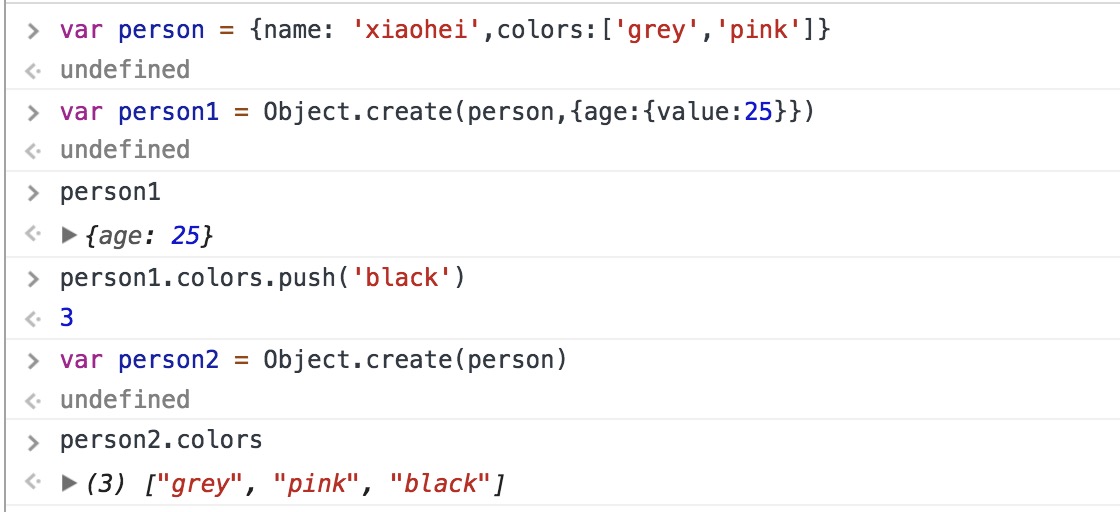 > var person = {name: 'xiaohei',colors:['grey','pink']}
< undefined
> var person1 = Object.create(person,{age:{value:25}})
< undefined
> person1
< ▶ {age: 25}
> person1.colors.push('black')
< 3
> var person2 = Object.create(person)
< undefined
> person2.colors
< ▶ (3) ["grey", "pink", "black"]